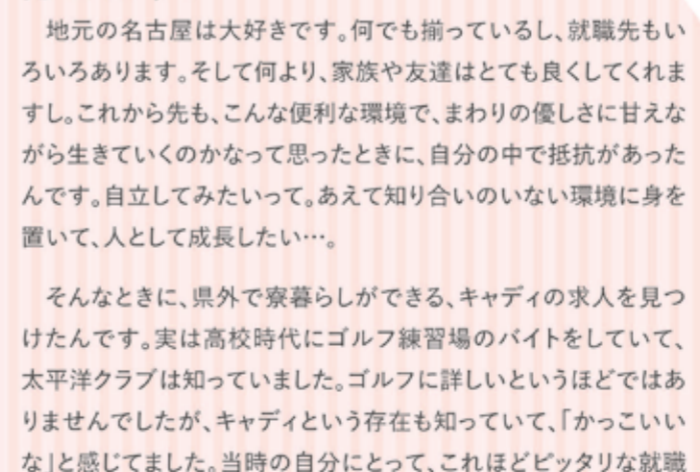 地元の名古屋は大好きです。何でも揃っているし、就職先もい
ろいろあります。そして何より、家族や友達はとても良くしてくれま
すし。これから先も、こんな便利な環境で、まわりの優しさに甘えな
がら生きていくのかなって思ったときに、自分の中で抵抗があった
んです。自立してみたいって。あえて知り合いのいない環境に身を
置いて、人として成長したい…。
そんなときに、県外で寮暮らしができる、キャディの求人を見つ
けたんです。実は高校時代にゴルフ練習場のバイトをしていて、
太平洋クラブは知っていました。ゴルフに詳しいというほどではあ
りませんでしたが、キャディという存在も知っていて、「かっこいい
な」と感じてました。当時の自分にとって、これほどピッタリな就職